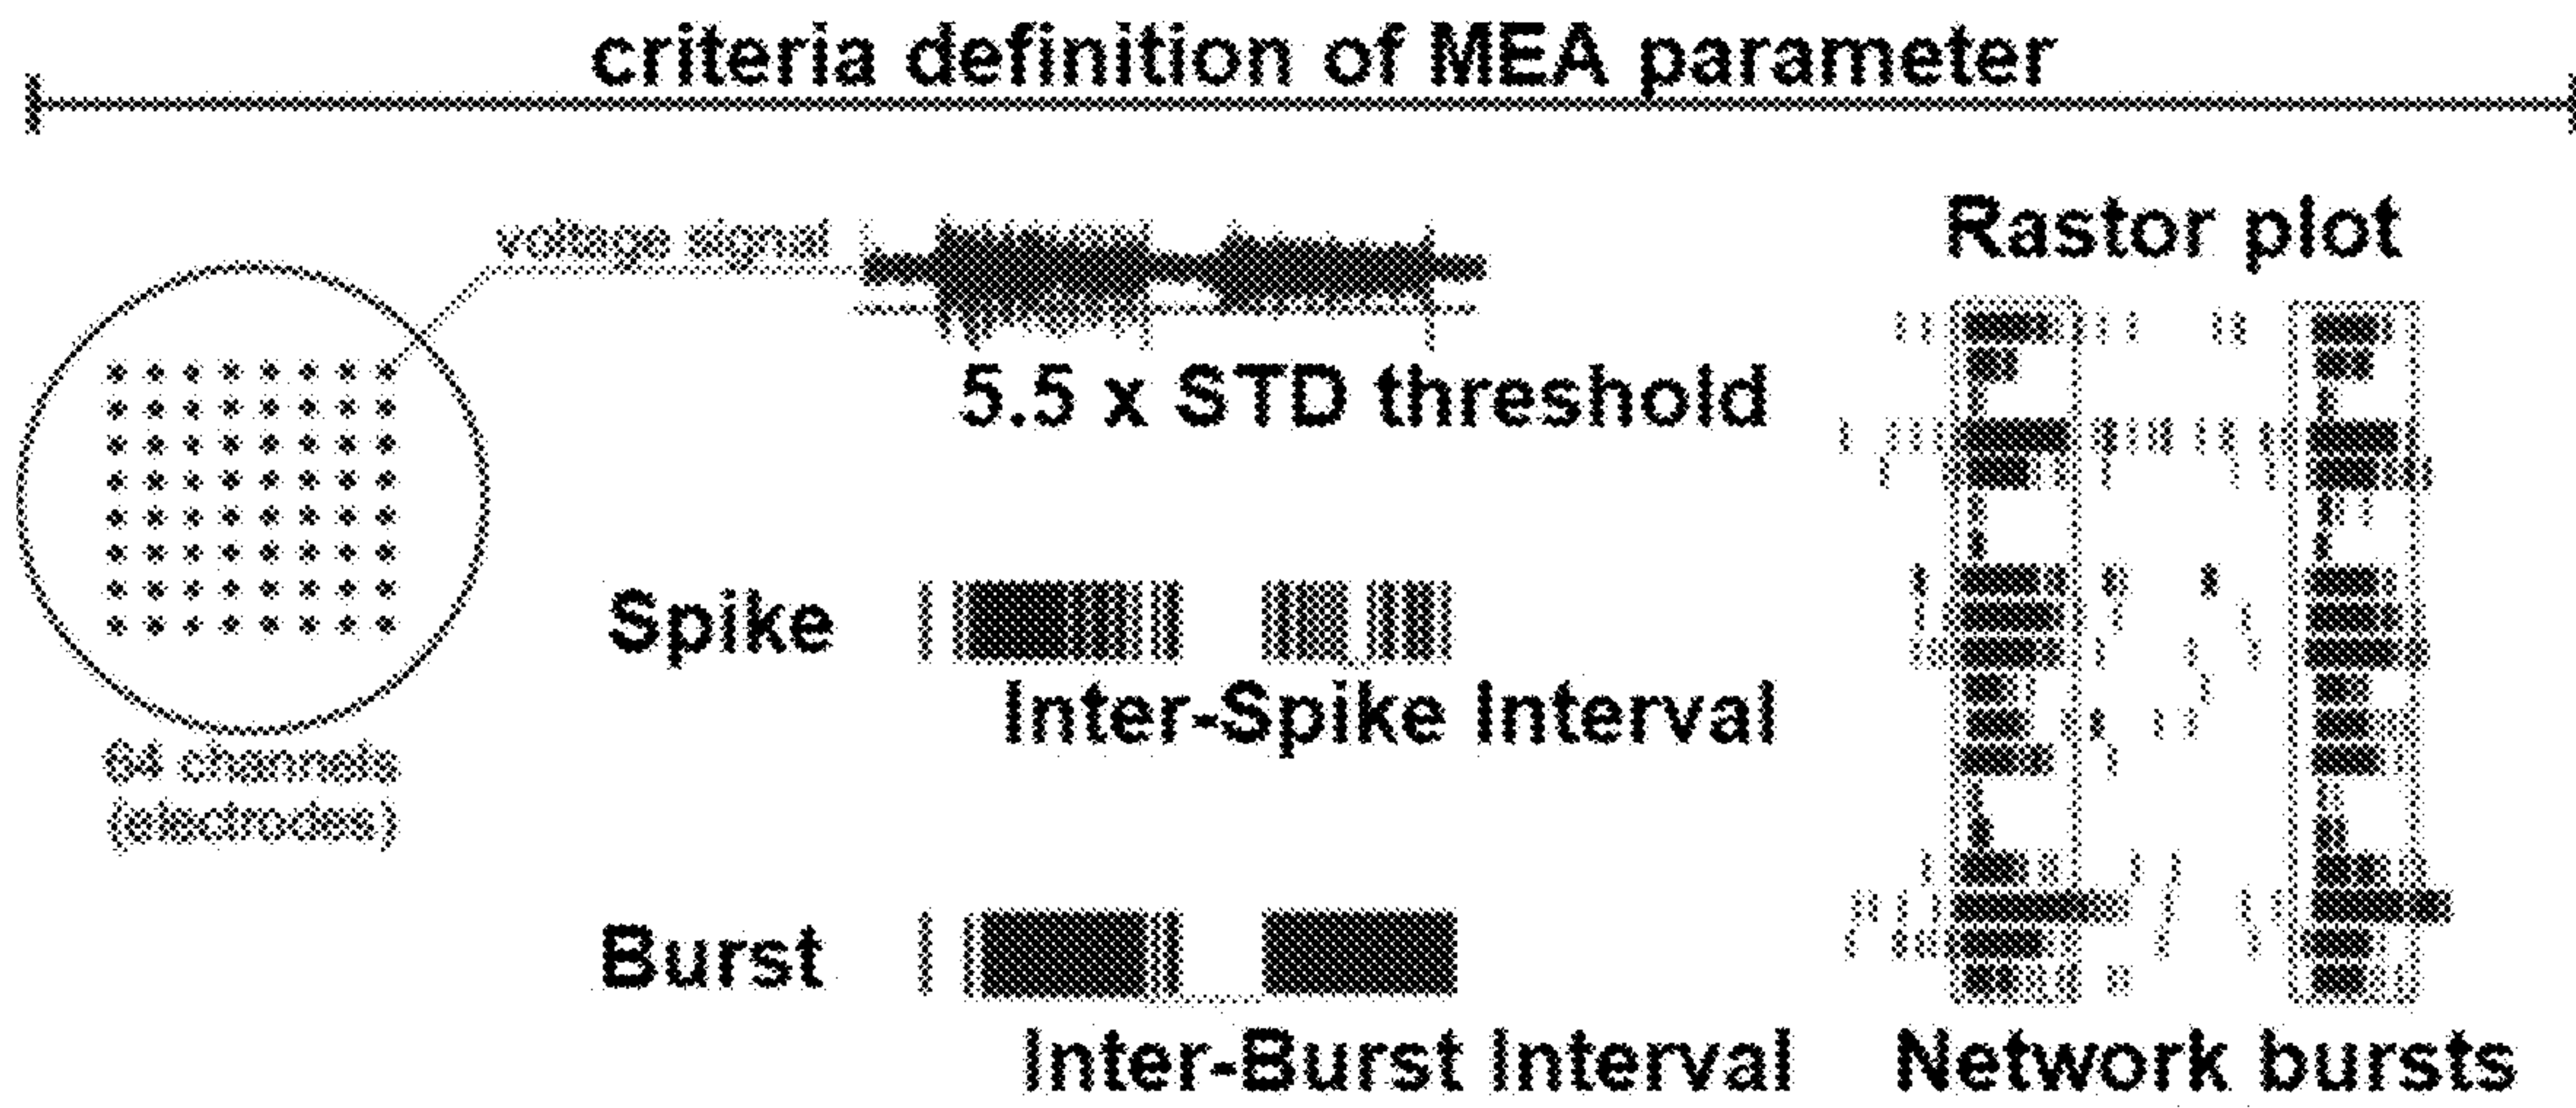 criteria definition of MEA parameter
voltage signal
Rastor plot
5.5 x STD threshold
Spike
Inter-Spike Interval
64 channels
(electrodes)
Burst
Inter-Burst Interval
Network bursts